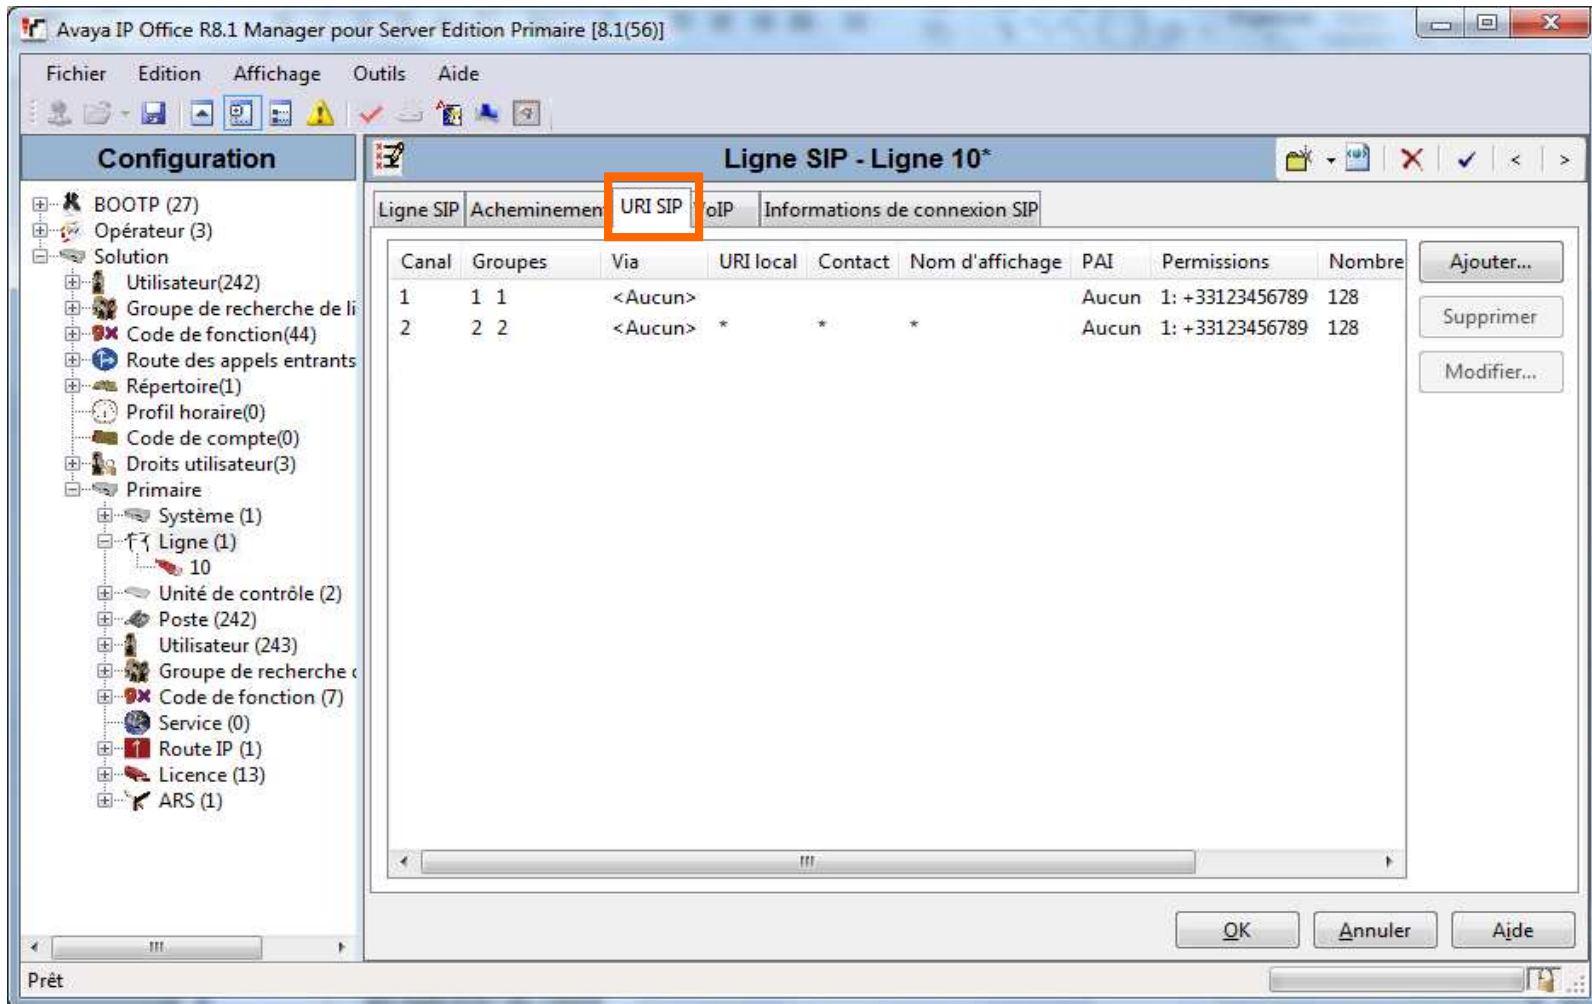 Avaya IP Office R8.1 Manager pour Server Edition Primaire [8.1(56)]
Fichier Edition Affichage Outils Aide
Configuration
BOOTP (27)
Opérateur (3)
Solution
Utilisateur(242)
Groupe de recherche de li
Code de fonction(44)
Route des appels entrants
Répertoire(1)
Profil horaire(0)
Code de compte(0)
Droits utilisateur(3)
Primaire
Système (1)
Ligne (1)
10
Unité de contrôle (2)
Poste (242)
Utilisateur (243)
Groupe de recherche
Code de fonction (7)
Service (0)
Route IP (1)
Licence (13)
ARS (1)
Ligne SIP - Ligne 10*
Ligne SIP Acheminemen URI SIP VoIP Informations de connexion SIP
Canal Groupes Via URI local Contact Nom d'affichage PAI Permissions Nombre
1 1 1 <Aucun> Aucun 1: +33123456789 128
2 2 2 <Aucun> * * * Aucun 1: +33123456789 128
Ajouter...
Supprimer
Modifier...
OK Annuler Aide
Prêt